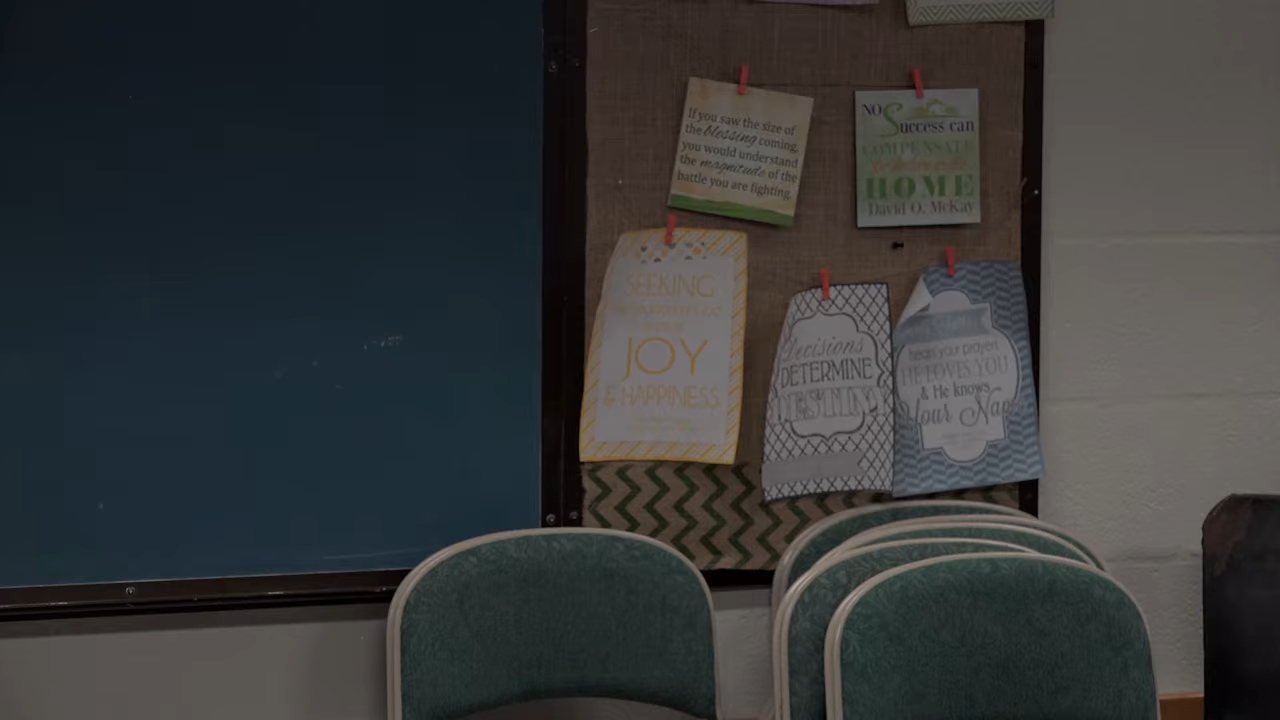 If you saw the size of
the blessing coming,
you would understand
the magnitude of the
battle you are fighting.
NO
Success can
COMPENSATE
HOME
David O. McKay
SEEKING
JOY
& HAPPINESS
Decisions
DETERMINE
DESTINY
hears your prayers
HE LOVES YOU
& He knows
Your Name